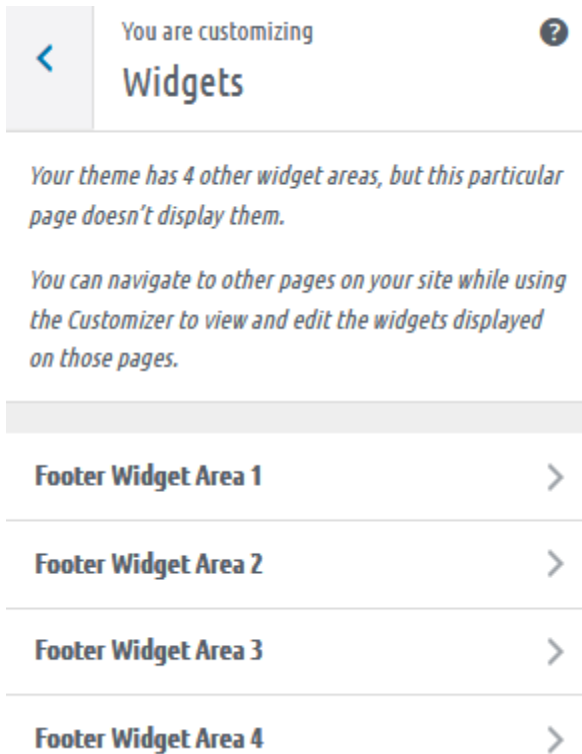 You are customizing
Widgets
Your theme has 4 other widget areas, but this particular
page doesn’t display them.
You can navigate to other pages on your site while using
the Customizer to view and edit the widgets displayed
on those pages.
Footer Widget Area 1
Footer Widget Area 2
Footer Widget Area 3
Footer Widget Area 4